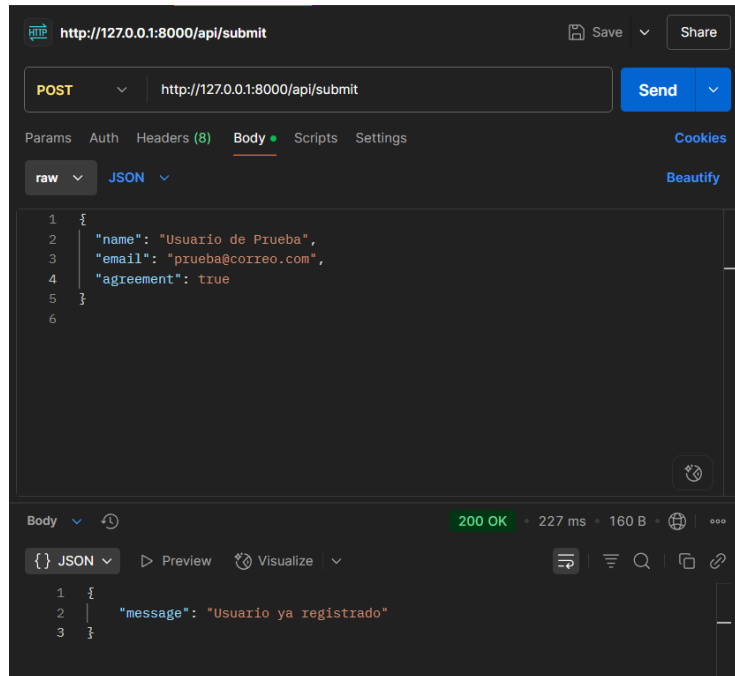 HTTP http://127.0.0.1:8000/api/submit Save Share
POST http://127.0.0.1:8000/api/submit Send
Params Auth Headers (8) Body Scripts Settings Cookies
raw JSON Beautify
1 {
2 "name": "Usuario de Prueba",
3 "email": "prueba@correo.com",
4 "agreement": true
5 }
6
Body 200 OK 227 ms 160 B
{} JSON Preview Visualize
1 {
2 "message": "Usuario ya registrado"
3 }